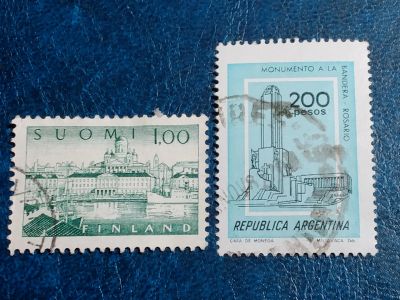 SUOMI 1,00
FINLAND
MONUMENTO A LA
BANDERA - ROSARIO
200
pesos
REPUBLICA ARGENTINA
CASA DE MONEDA